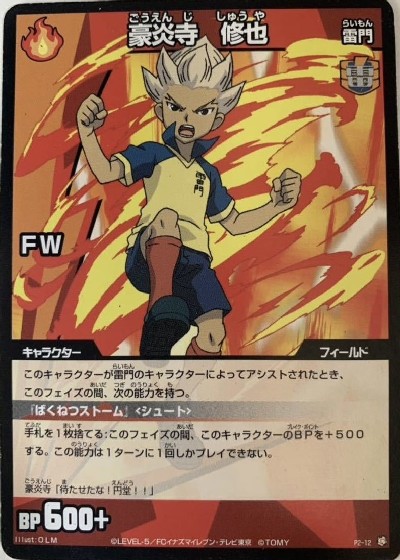 ごうえんじ しゅうや
豪炎寺 修也
らいもん
雷門
雷門
FW
キャラクター フィールド
このキャラクターが雷門のキャラクターによってアシストされたとき、
このフェイズの間、次の能力を持つ。
『ばくねつストーム』<シュート>
手札を1枚捨てる:このフェイズの間、このキャラクターのBPを+500
する。この能力は1ターンに1回しかプレイできない。
豪炎寺「待たせたな!円堂!!」
BP 600+
Illust:OLM
©LEVEL-5/FCイナズマイレブン・テレビ東京 ©TOMY
P2-12